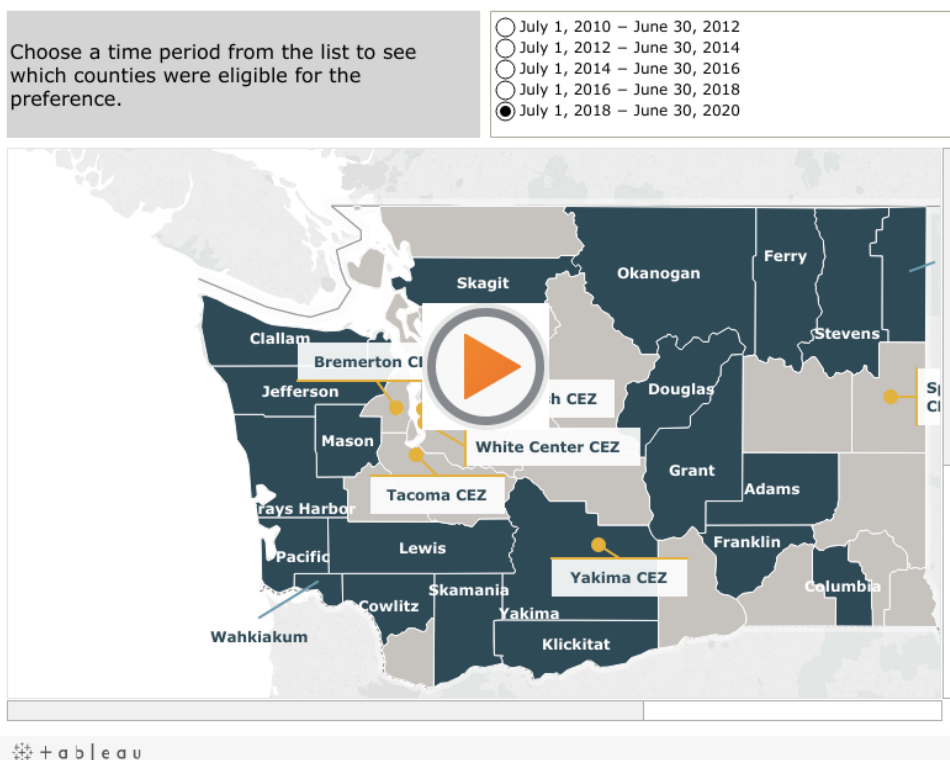 Choose a time period from the list to see
which counties were eligible for the
preference.
July 1, 2010 − June 30, 2012
July 1, 2012 − June 30, 2014
July 1, 2014 − June 30, 2016
July 1, 2016 − June 30, 2018
July 1, 2018 − June 30, 2020
Okanogan
Ferry
Skagit
Stevens
Clallam
Bremerton
Jefferson
Douglas
CEZ
Mason
White Center CEZ
Grant
Tacoma CEZ
Adams
rays Harbor
Franklin
Lewis
Pacific
Yakima CEZ
Columbia
Skamania
Cowlitz
Yakima
Wahkiakum
Klickitat
+ a b l e a u